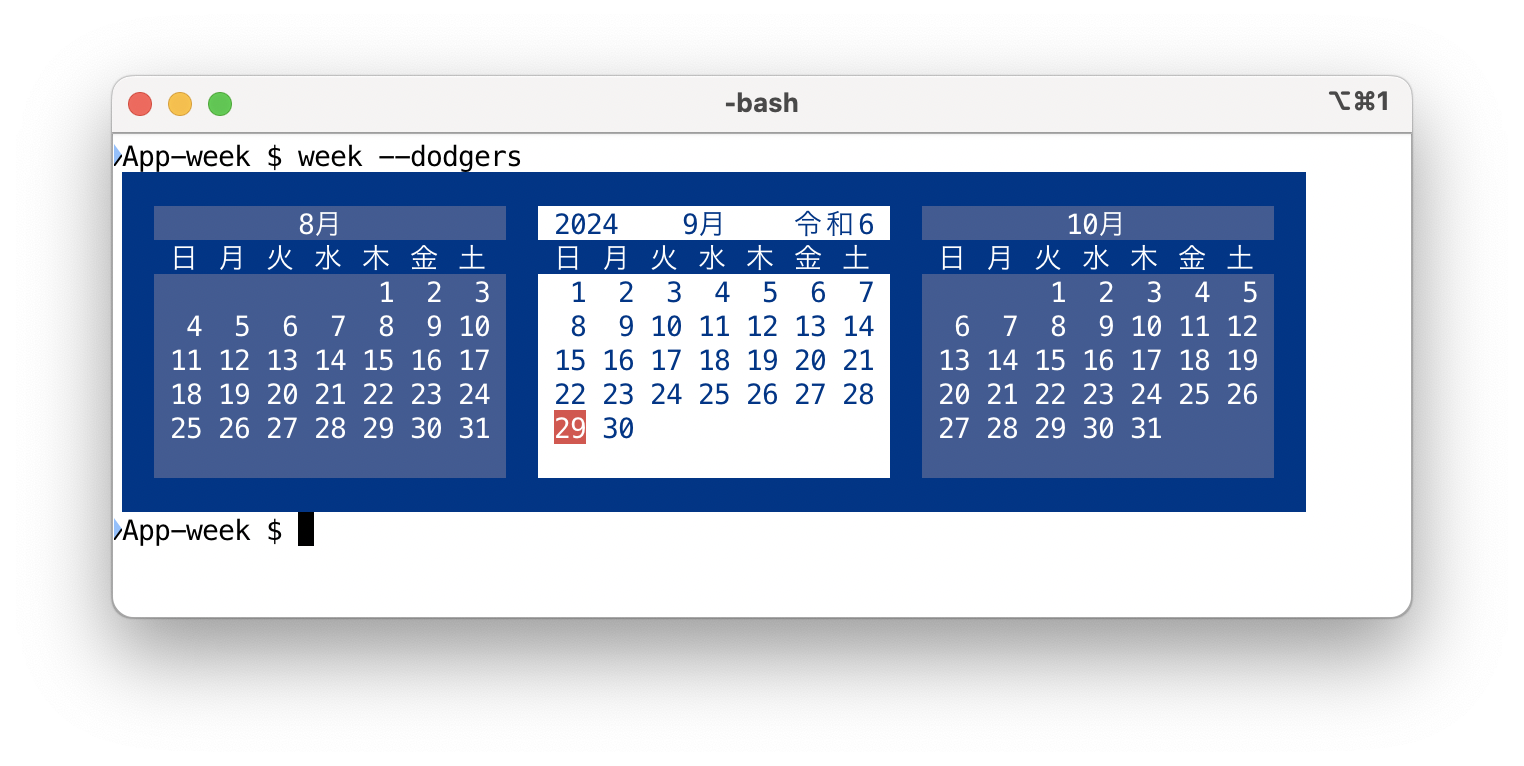 -bash ⌥⌘1
App-week $ week --dodgers
8月 2024 9月 令和6 10月
日 月 火 水 木 金 土 日 月 火 水 木 金 土 日 月 火 水 木 金 土
1 2 3 1 2 3 4 5 6 7 1 2 3 4 5
4 5 6 7 8 9 10 8 9 10 11 12 13 14 6 7 8 9 10 11 12
11 12 13 14 15 16 17 15 16 17 18 19 20 21 13 14 15 16 17 18 19
18 19 20 21 22 23 24 22 23 24 25 26 27 28 20 21 22 23 24 25 26
25 26 27 28 29 30 31 29 30 27 28 29 30 31
App-week $